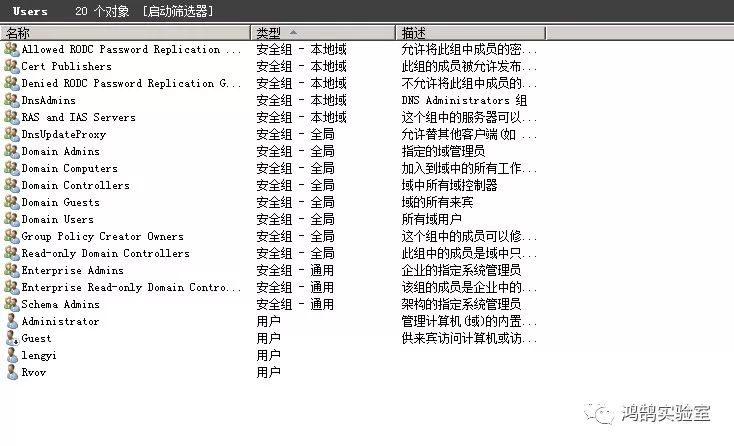 Users 20 个对象 [启动筛选器]
名称 类型 描述
Allowed RODC Password Replication ... 安全组 - 本地域 允许将此组中成员的密...
Cert Publishers 安全组 - 本地域 此组的成员被允许发布...
Denied RODC Password Replication G... 安全组 - 本地域 不允许将此组中成员的...
DnsAdmins 安全组 - 本地域 DNS Administrators 组
RAS and IAS Servers 安全组 - 本地域 这个组中的服务器可以...
DnsUpdateProxy 安全组 - 全局 允许替其他客户端(如 ...
Domain Admins 安全组 - 全局 指定的域管理员
Domain Computers 安全组 - 全局 加入到域中的所有工作...
Domain Controllers 安全组 - 全局 域中所有域控制器
Domain Guests 安全组 - 全局 域的所有来宾
Domain Users 安全组 - 全局 所有域用户
Group Policy Creator Owners 安全组 - 全局 这个组中的成员可以修...
Read-only Domain Controllers 安全组 - 全局 此组中的成员是域中只...
Enterprise Admins 安全组 - 通用 企业的指定系统管理员
Enterprise Read-only Domain Contro... 安全组 - 通用 该组的成员是企业中的...
Schema Admins 安全组 - 通用 架构的指定系统管理员
Administrator 用户 管理计算机(域)的内置...
Guest 用户 供来宾访问计算机或访...
lengyi 用户
Rvov 用户
鸿鹄实验室